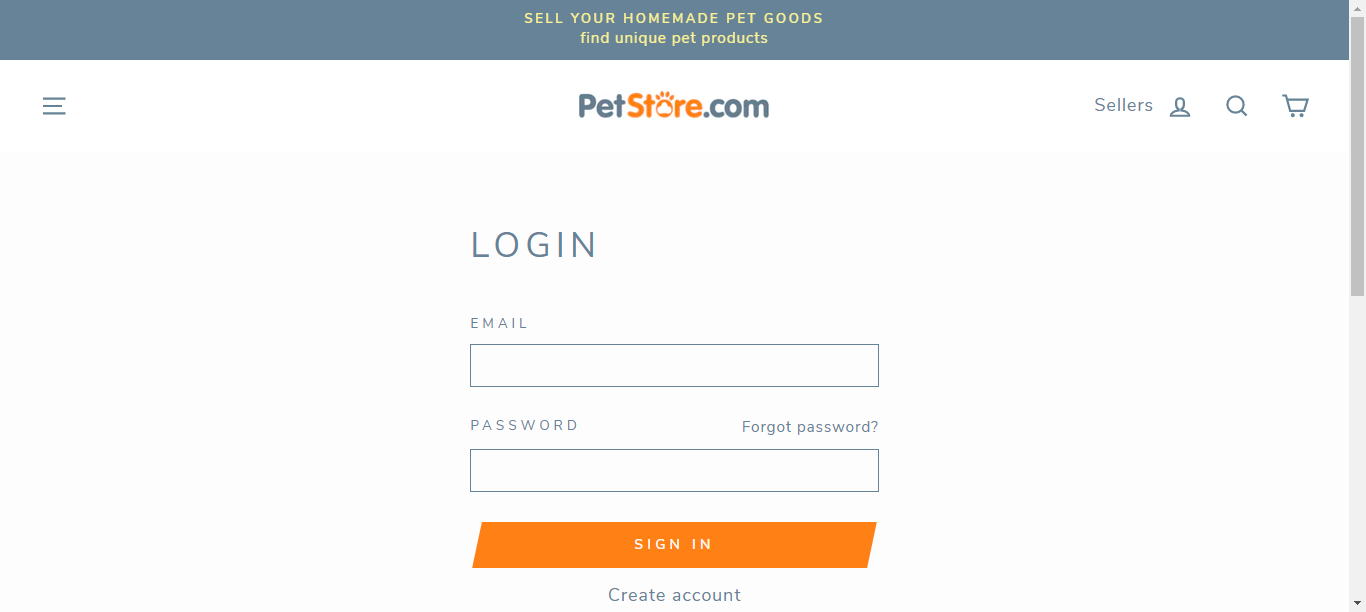 SELL YOUR HOMEMADE PET GOODS
find unique pet products
PetStore.com
Sellers
LOGIN
EMAIL
PASSWORD
Forgot password?
SIGN IN
Create account